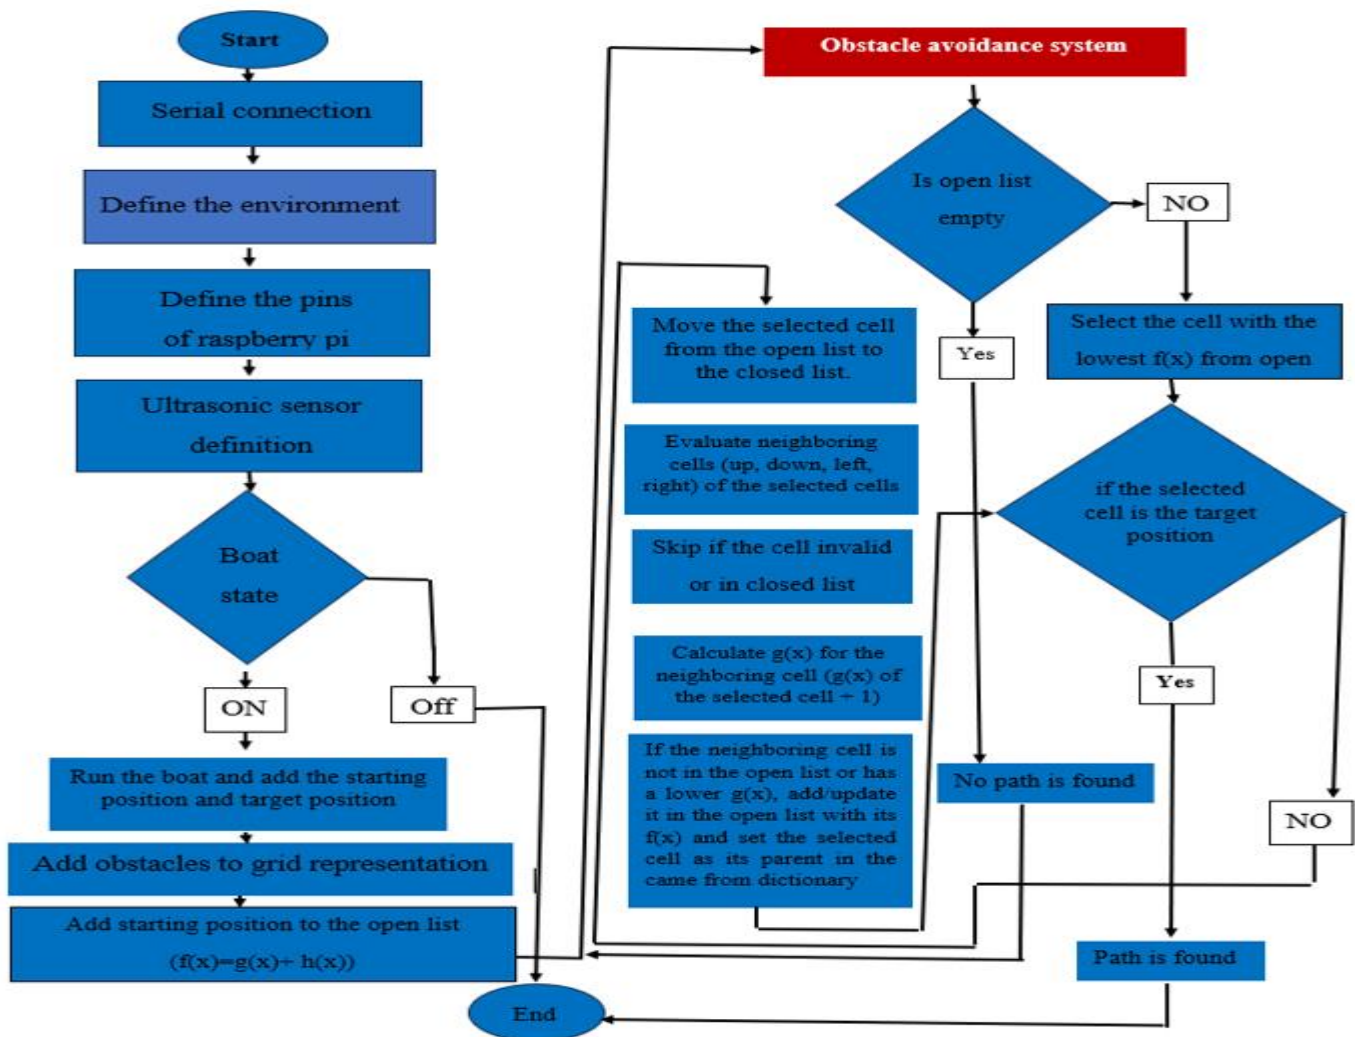 Start
Serial connection
Define the environment
Define the pins
of raspberry pi
Ultrasonic sensor
definition
Boat
state
ON
Off
Run the boat and add the starting
position and target position
Add obstacles to grid representation
Add starting position to the open list
(f(x)=g(x)+ h(x))
End
Obstacle avoidance system
Is open list
empty
NO
Yes
Select the cell with the
lowest f(x) from open
if the selected
cell is the target
position
Yes
NO
Move the selected cell
from the open list to
the closed list.
Evaluate neighboring
cells (up, down, left,
right) of the selected cells
Skip if the cell invalid
or in closed list
Calculate g(x) for the
neighboring cell (g(x) of
the selected cell + 1)
If the neighboring cell is
not in the open list or has
a lower g(x), add/update
it in the open list with its
f(x) and set the selected
cell as its parent in the
came from dictionary
No path is found
Path is found